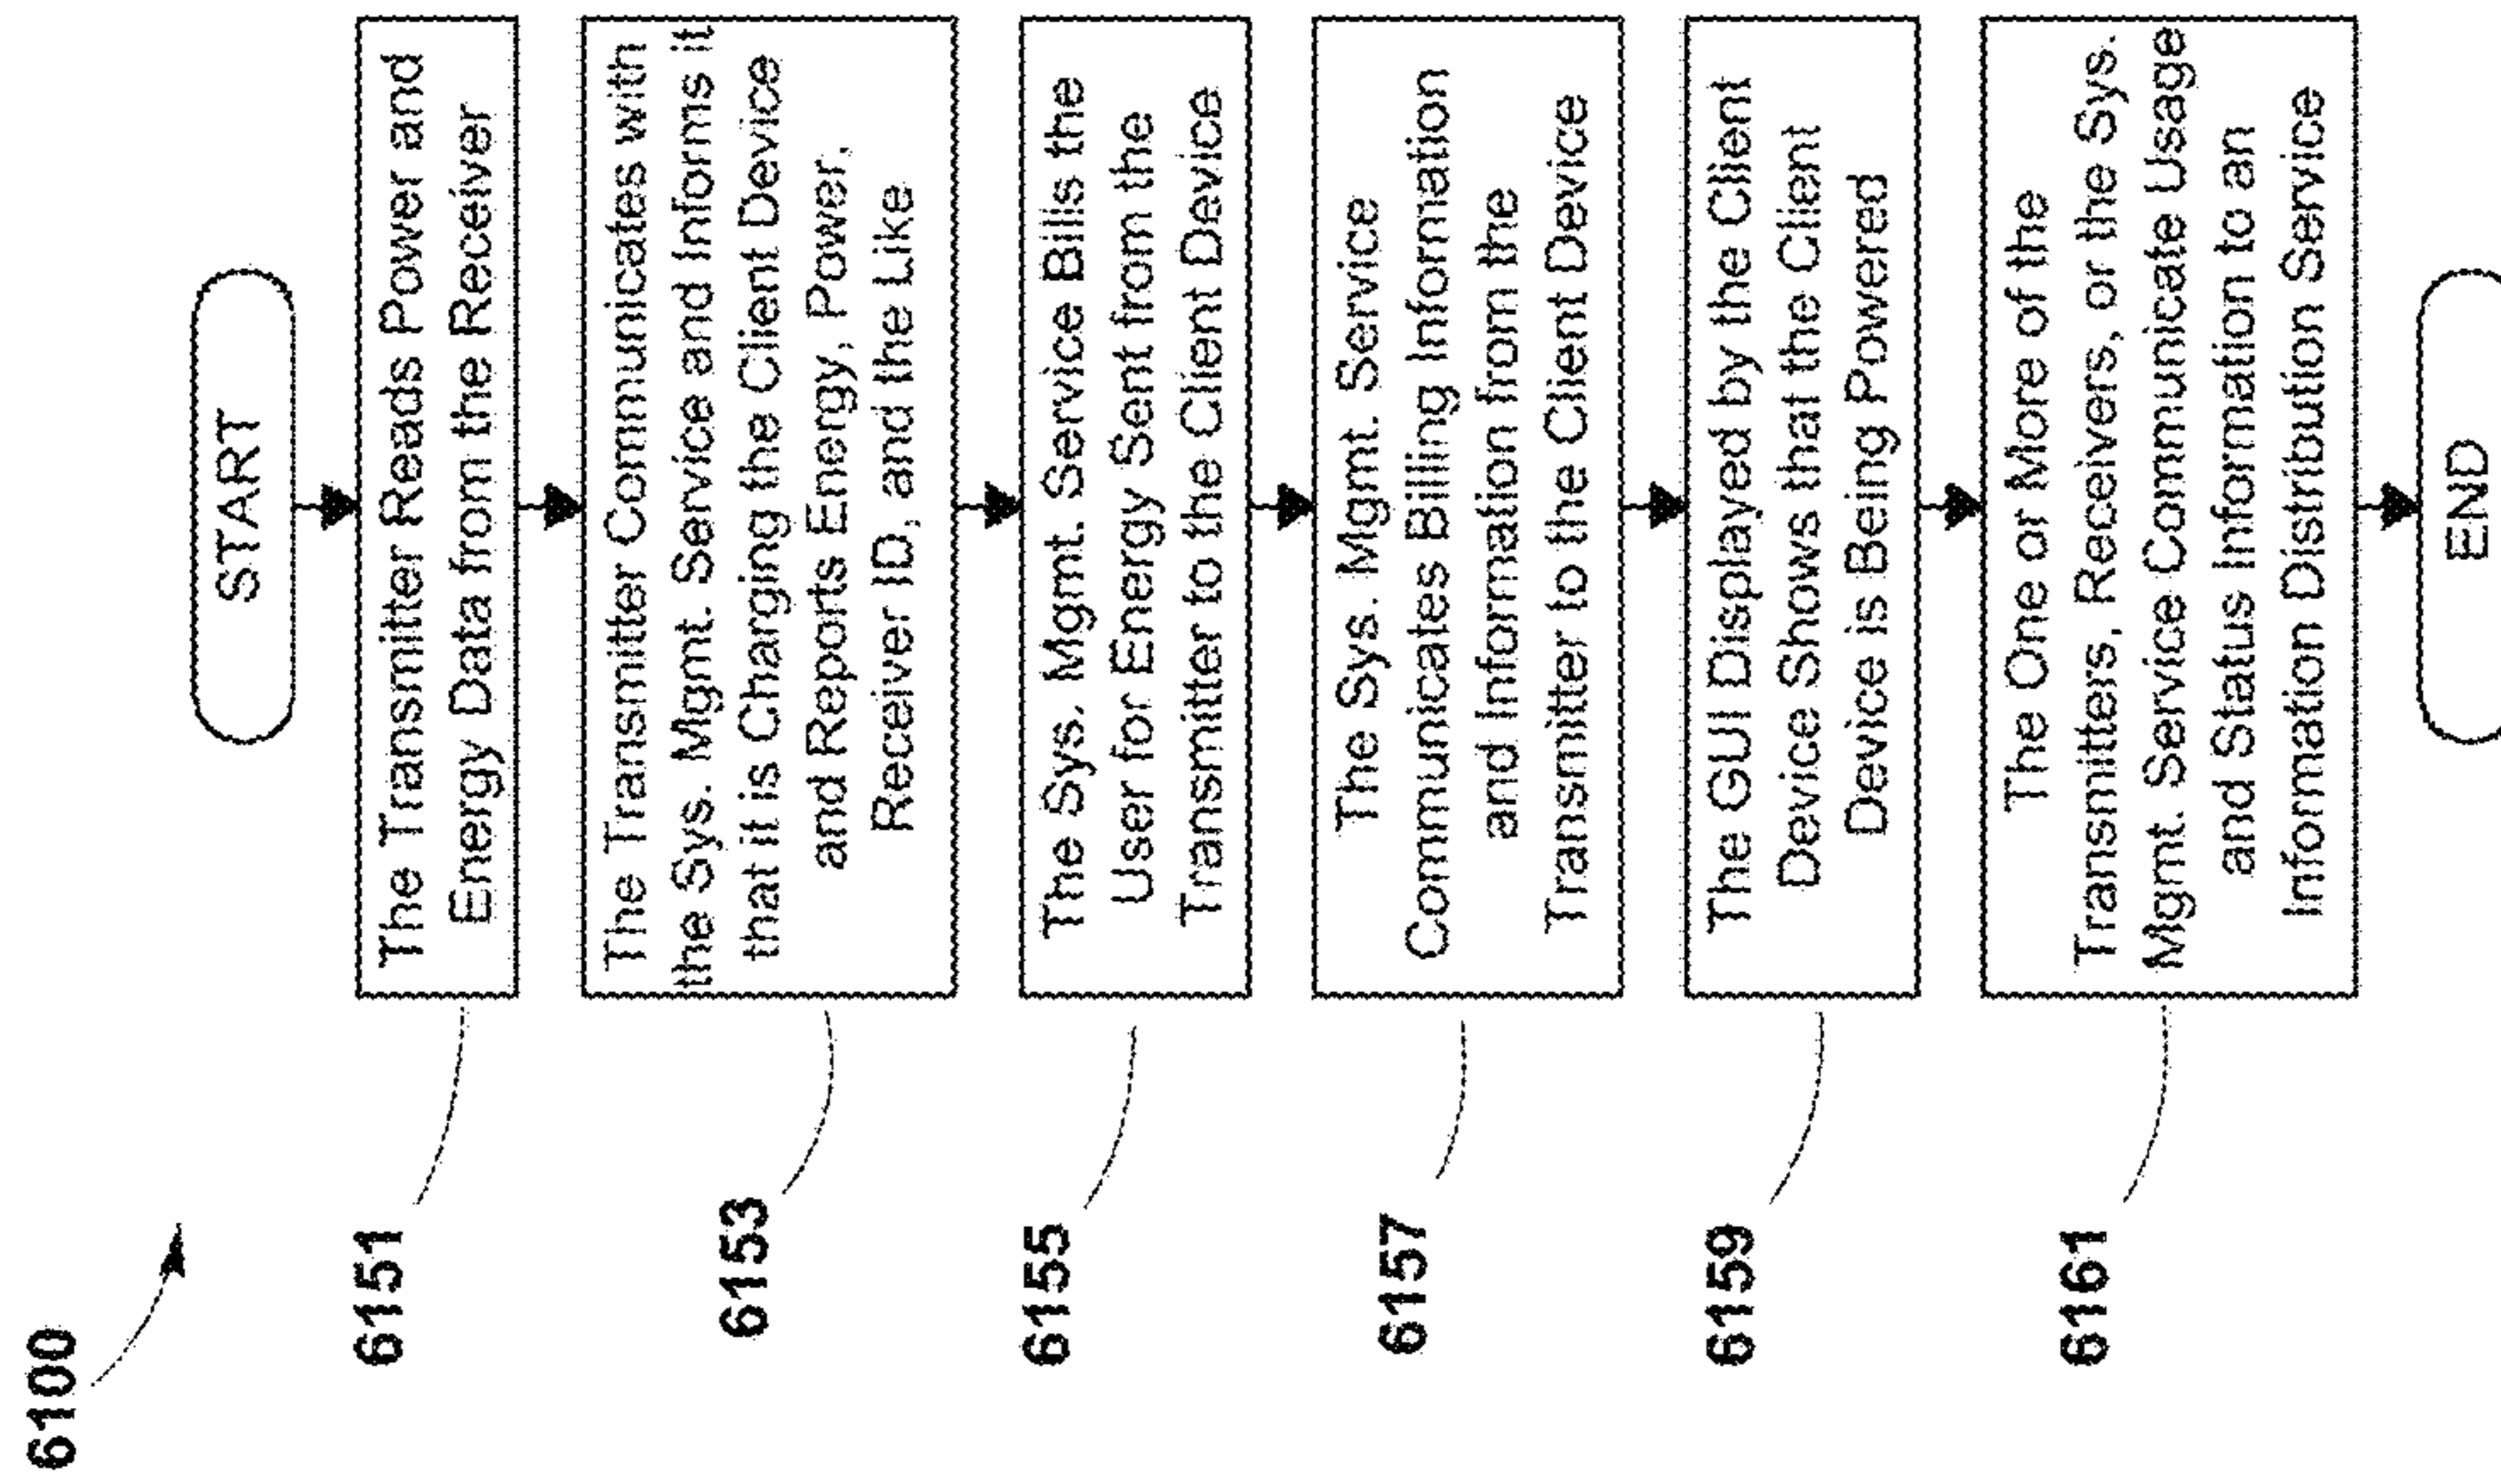 6100
START
6151
The Transmitter Reads Power and
Energy Data from the Receiver
6153
The Transmitter Communicates with
the Sys. Mgmt. Service and Informs it
that it is Charging the Client Device
and Reports Energy, Power,
Receiver ID, and the Like
6155
The Sys. Mgmt. Service Bills the
User for Energy Sent from the
Transmitter to the Client Device
6157
The Sys. Mgmt. Service
Communicates Billing Information
and Information from the
Transmitter to the Client Device
6159
The GUI Displayed by the Client
Device Shows that the Client
Device is Being Powered
6161
The One or More of the
Transmitters, Receivers, or the Sys.
Mgnt. Service Communicate Usage
and Status Information to an
Information Distribution Service
END